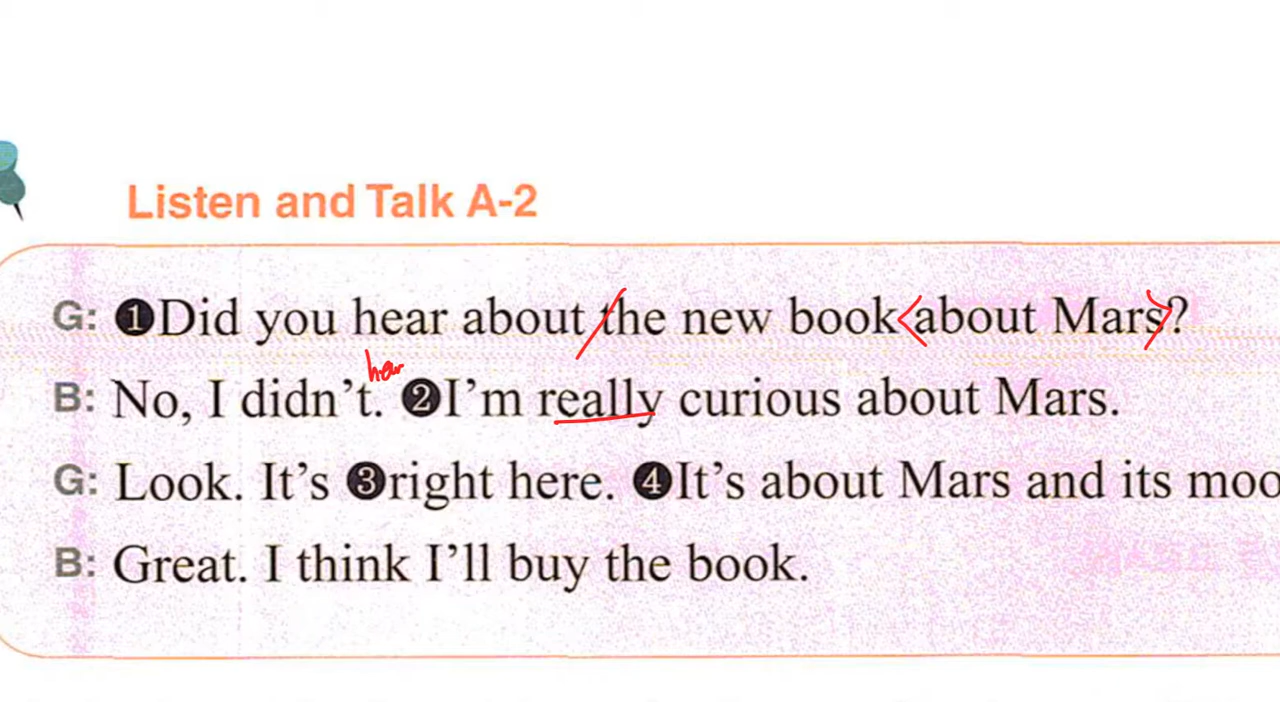 Listen and Talk A-2
G: ❶Did you hear about the new book <about Mars>?
hear
B: No, I didn't. ❷I'm really curious about Mars.
G: Look. It's ❸right here. ❹It's about Mars and its moo
B: Great. I think I'll buy the book.